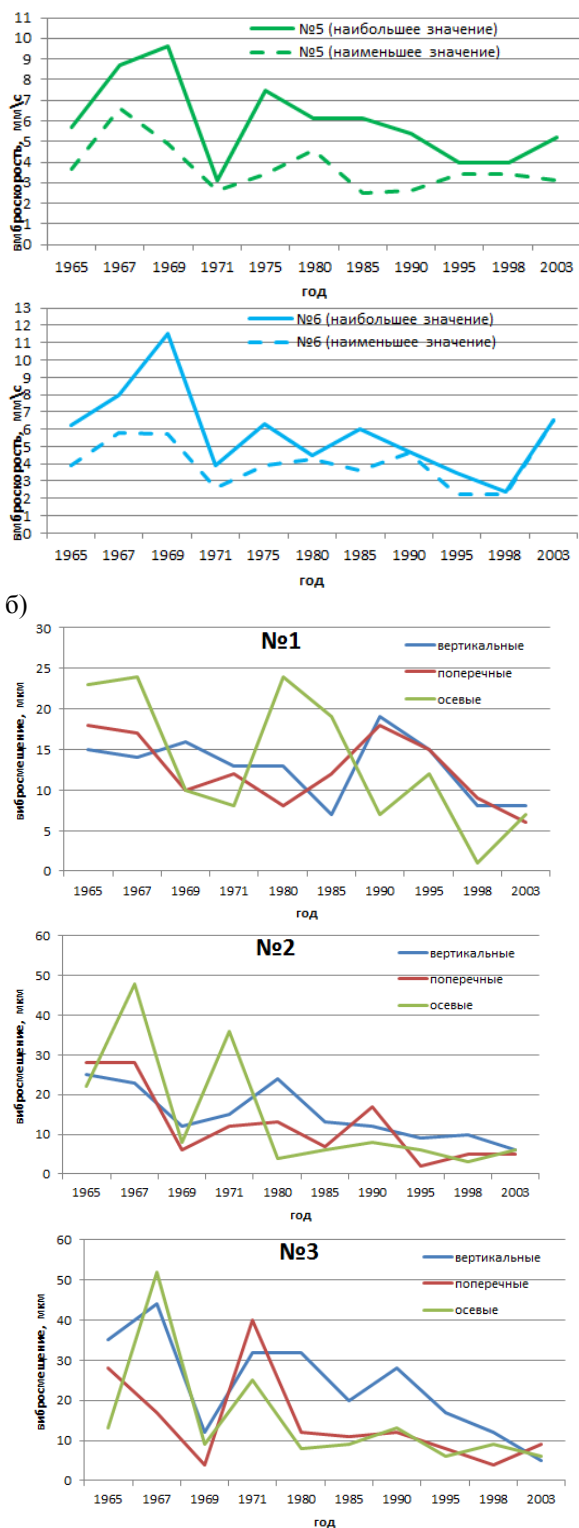 11
10
9
8
7
6
5
4
3
2
1
0
виброскорость, мм\с
№5 (наибольшее значение)
№5 (наименьшее значение)
1965 1967 1969 1971 1975 1980 1985 1990 1995 1998 2003
год
13
12
11
10
9
8
7
6
5
4
3
2
1
0
виброскорость, мм\с
№6 (наибольшее значение)
№6 (наименьшее значение)
1965 1967 1969 1971 1975 1980 1985 1990 1995 1998 2003
год
б)
№1
30
25
20
15
10
5
0
вибросмещение, мкм
вертикальные
поперечные
осевые
1965 1967 1969 1971 1980 1985 1990 1995 1998 2003
год
№2
60
50
40
30
20
10
0
вибросмещение, мкм
вертикальные
поперечные
осевые
1965 1967 1969 1971 1980 1985 1990 1995 1998 2003
год
№3
60
50
40
30
20
10
0
вибросмещение, мкм
вертикальные
поперечные
осевые
1965 1967 1969 1971 1980 1985 1990 1995 1998 2003
год